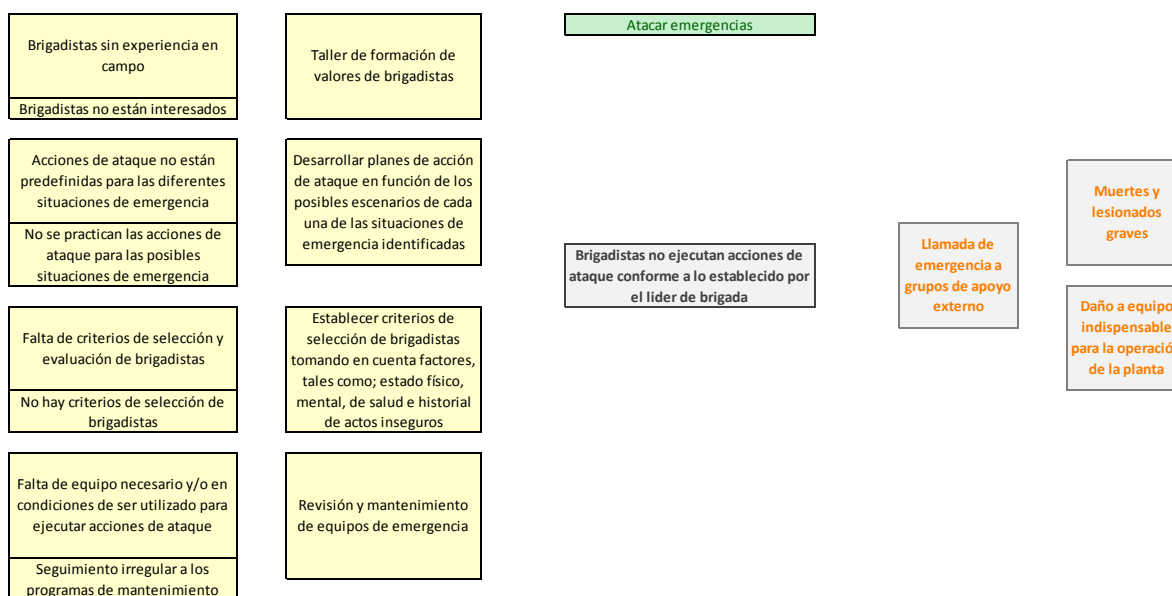 Brigadistas sin experiencia en
campo
Brigadistas no están interesados
Taller de formación de
valores de brigadistas
Atacar emergencias
Acciones de ataque no están
predefinidas para las diferentes
situaciones de emergencia
No se practican las acciones de
ataque para las posibles
situaciones de emergencia
Desarrollar planes de acción
de ataque en función de los
posibles escenarios de cada
una de las situaciones de
emergencia identificadas
Brigadistas no ejecutan acciones de
ataque conforme a lo establecido por
el lider de brigada
Llamada de
emergencia a
grupos de apoyo
externo
Muertes y
lesionados
graves
Daño a equipo
indispensable
para la operació
de la planta
Falta de criterios de selección y
evaluación de brigadistas
No hay criterios de selección de
brigadistas
Establecer criterios de
selección de brigadistas
tomando en cuenta factores,
tales como; estado físico,
mental, de salud e historial
de actos inseguros
Falta de equipo necesario y/o en
condiciones de ser utilizado para
ejecutar acciones de ataque
Seguimiento irregular a los
programas de mantenimiento
Revisión y mantenimiento
de equipos de emergencia